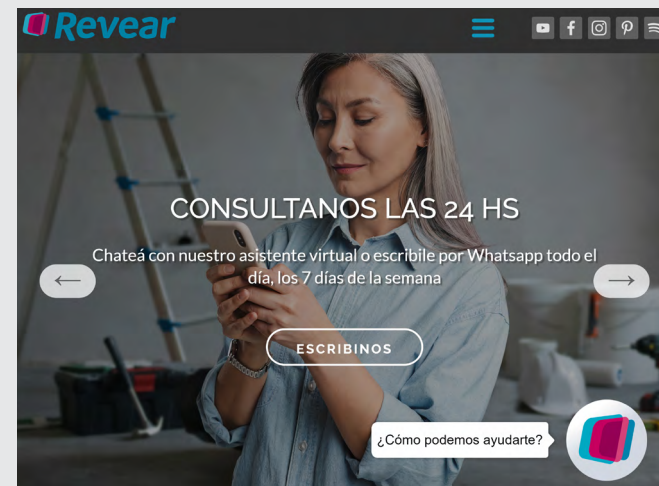 Revear
CONSULTANOS LAS 24 HS
Chateá con nuestro asistente virtual o escribile por Whatsapp todo el
día, los 7 días de la semana
ESCRIBINOS
¿Cómo podemos ayudarte?